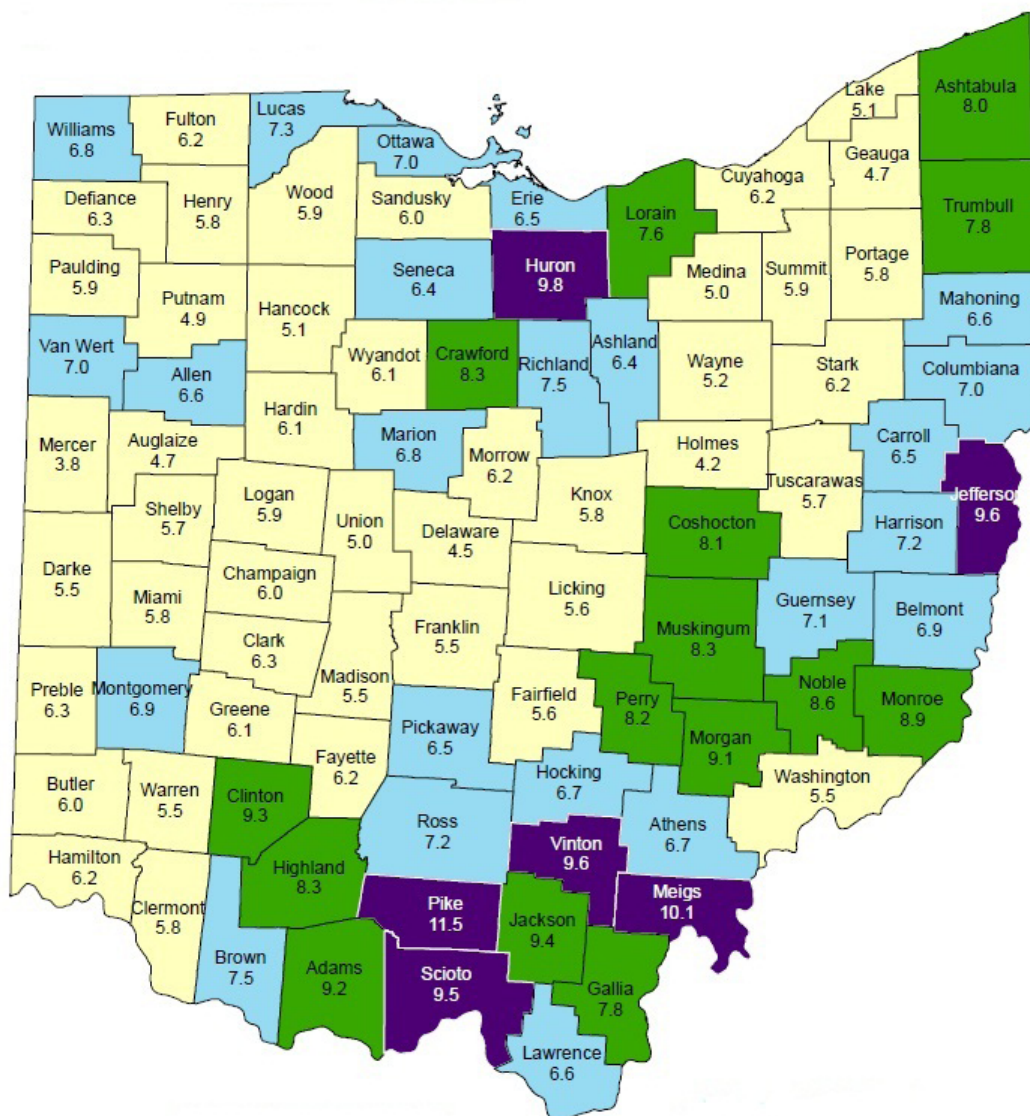 Lake
5.1
Ashtabula
8.0
Williams
6.8
Fulton
6.2
Lucas
7.3
Ottawa
7.0
Geauga
4.7
Defiance
6.3
Henry
5.8
Wood
5.9
Sandusky
6.0
Erie
6.5
Lorain
7.6
Cuyahoga
6.2
Trumbull
7.8
Paulding
5.9
Putnam
4.9
Hancock
5.1
Seneca
6.4
Huron
9.8
Medina
5.0
Summit
5.9
Portage
5.8
Mahoning
6.6
Van Wert
7.0
Allen
6.6
Wyandot
6.1
Crawford
8.3
Richland
7.5
Ashland
6.4
Wayne
5.2
Stark
6.2
Columbiana
7.0
Mercer
3.8
Auglaize
4.7
Hardin
6.1
Marion
6.8
Morrow
6.2
Holmes
4.2
Tuscarawas
5.7
Carroll
6.5
Jefferson
9.6
Shelby
5.7
Logan
5.9
Union
5.0
Delaware
4.5
Knox
5.8
Coshocton
8.1
Harrison
7.2
Darke
5.5
Miami
5.8
Champaign
6.0
Licking
5.6
Guernsey
7.1
Belmont
6.9
Clark
6.3
Franklin
5.5
Muskingum
8.3
Preble
6.3
Montgomery
6.9
Greene
6.1
Madison
5.5
Pickaway
6.5
Fairfield
5.6
Perry
8.2
Morgan
9.1
Noble
8.6
Monroe
8.9
Butler
6.0
Warren
5.5
Clinton
9.3
Fayette
6.2
Hocking
6.7
Washington
5.5
Ross
7.2
Vinton
9.6
Athens
6.7
Hamilton
6.2
Clermont
5.8
Highland
8.3
Pike
11.5
Jackson
9.4
Meigs
10.1
Brown
7.5
Adams
9.2
Scioto
9.5
Gallia
7.8
Lawrence
6.6